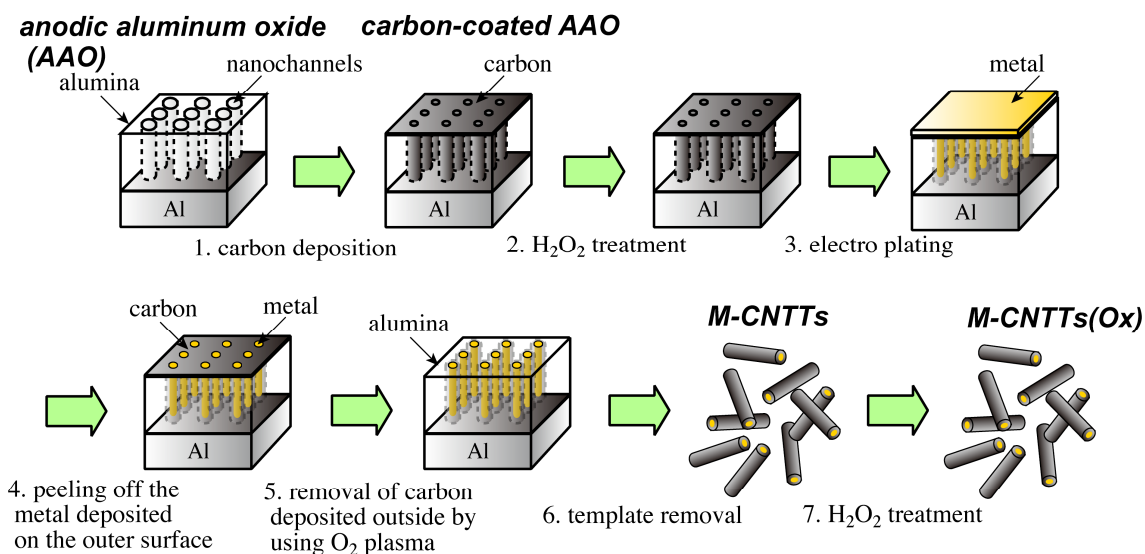 anodic aluminum oxide
(AAO)
carbon-coated AAO
alumina
nanochannels
carbon
metal
Al
Al
Al
Al
1. carbon deposition
2. H₂O₂ treatment
3. electro plating
carbon
metal
alumina
M-CNTTs
M-CNTTs(Ox)
Al
Al
4. peeling off the
metal deposited
on the outer surface
5. removal of carbon
deposited outside by
using O₂ plasma
6. template removal
7. H₂O₂ treatment